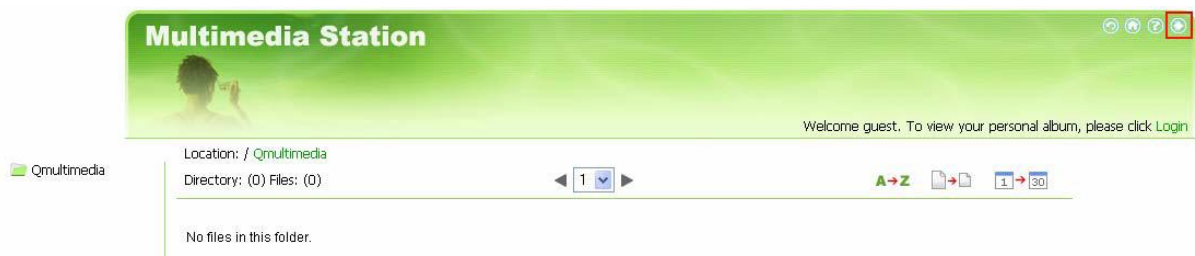 Multimedia Station
?
Welcome guest. To view your personal album, please click Login
Qmultimedia
Location: / Qmultimedia
Directory: (0) Files: (0)
1
A→Z
1→30
No files in this folder.